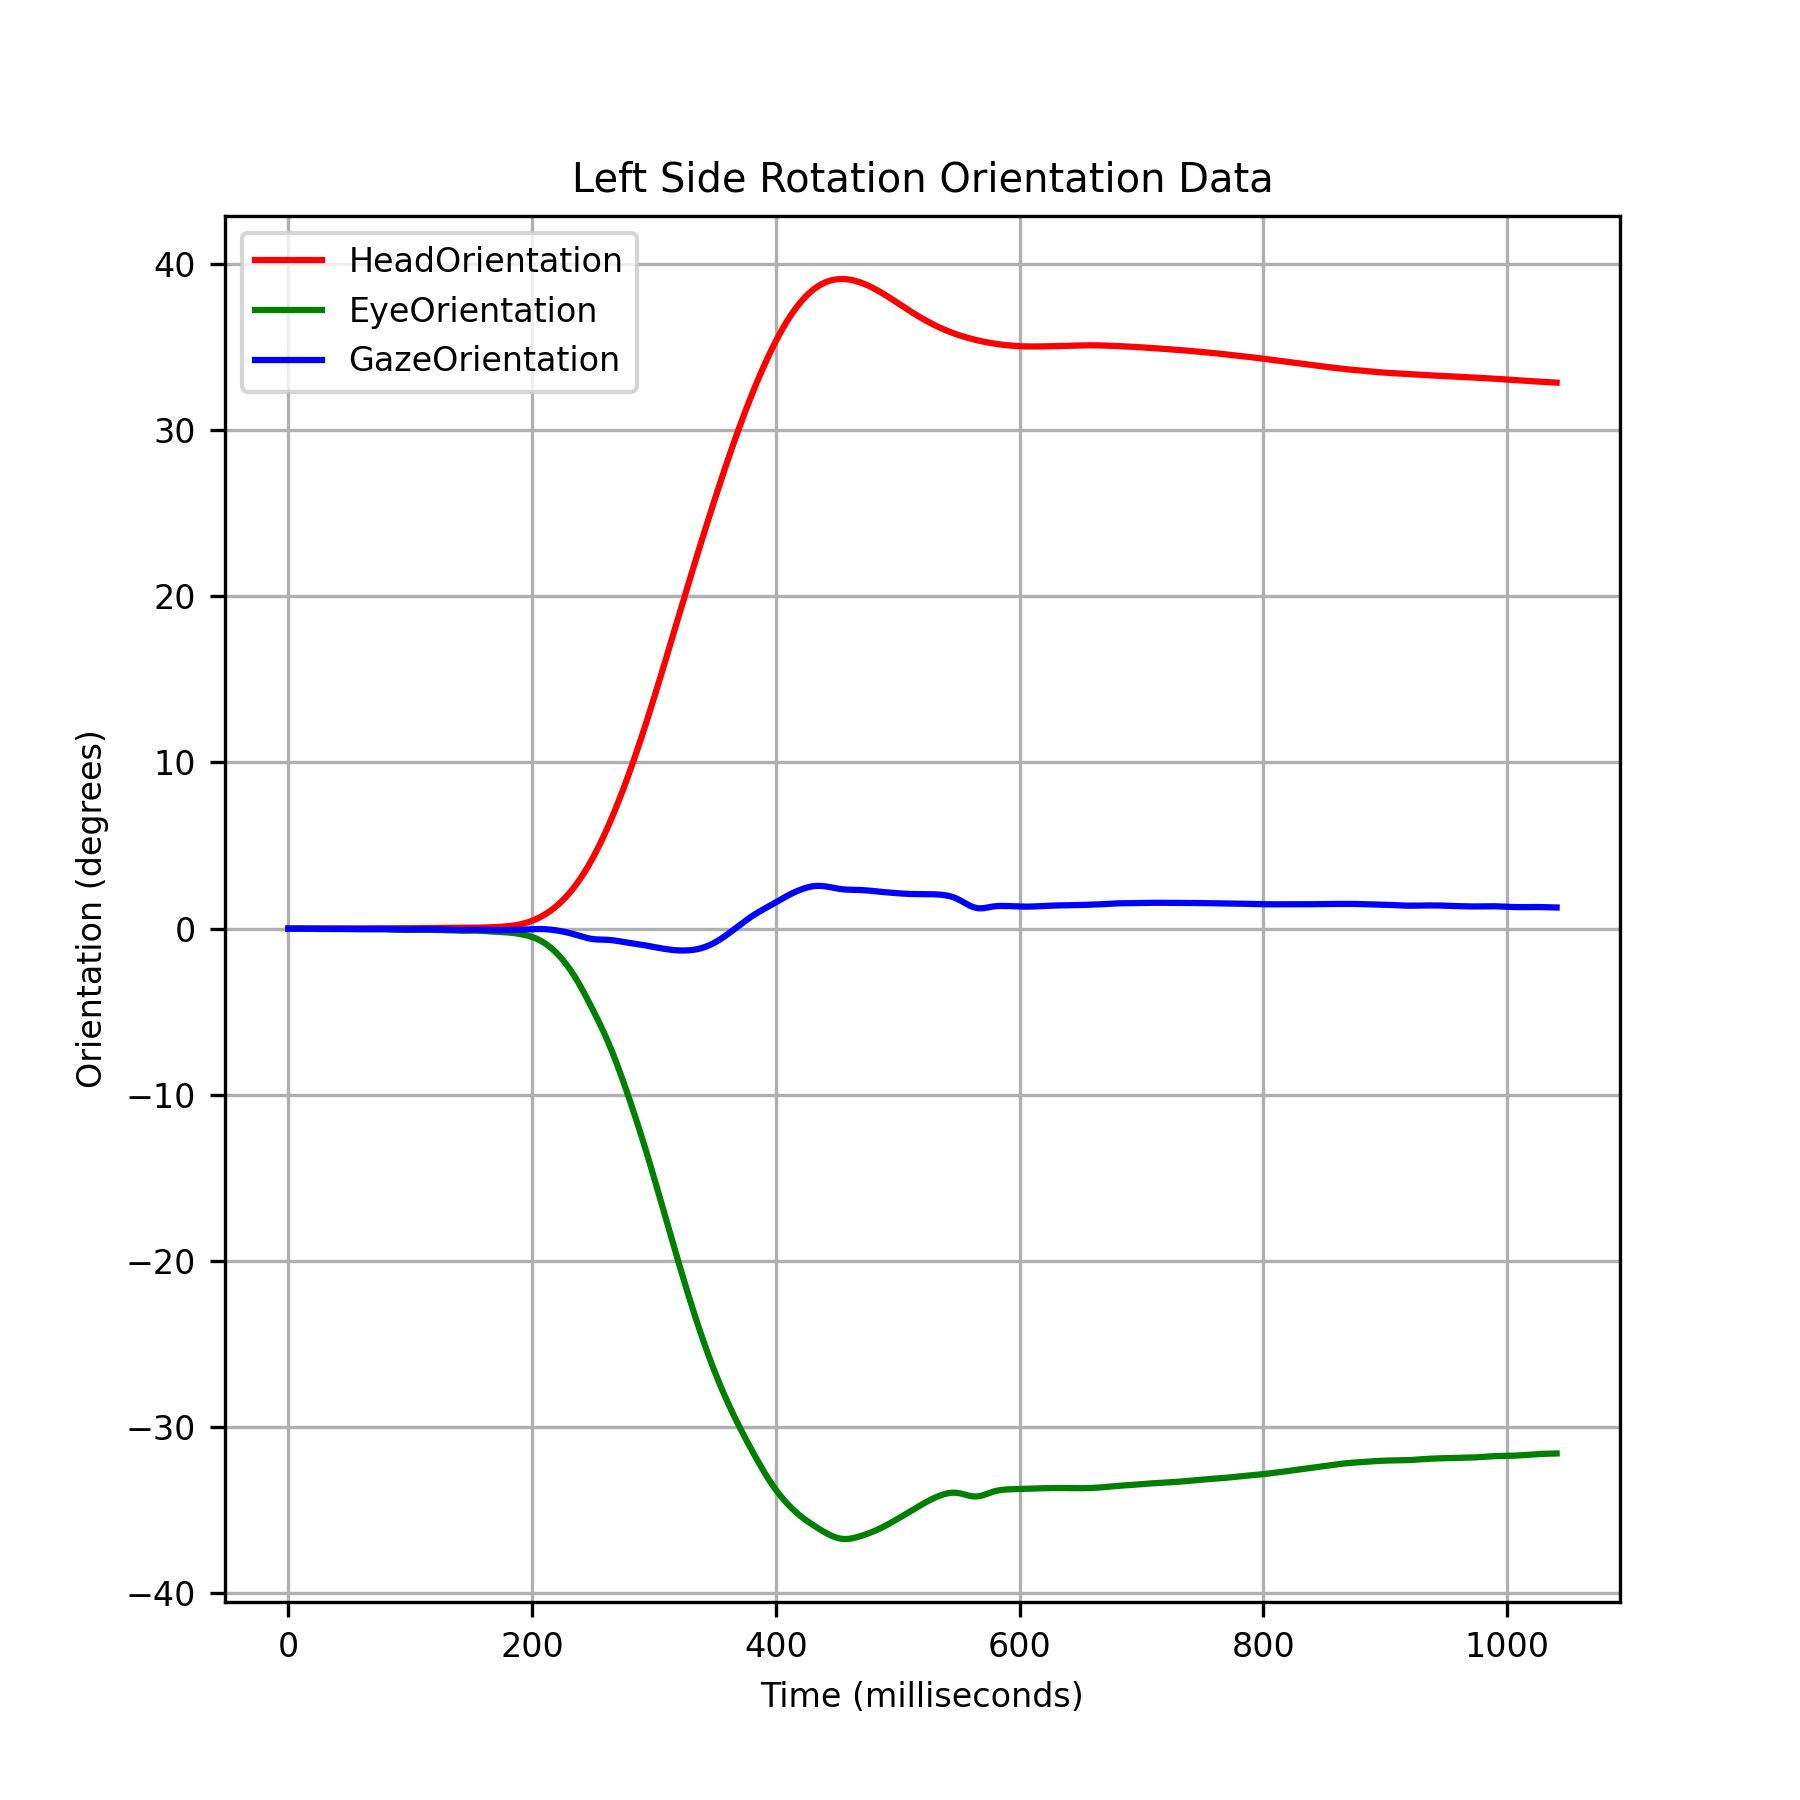 Left Side Rotation Orientation Data
HeadOrientation
EyeOrientation
GazeOrientation
40
30
20
10
0
−10
−20
−30
−40
Orientation (degrees)
0 200 400 600 800 1000
Time (milliseconds)